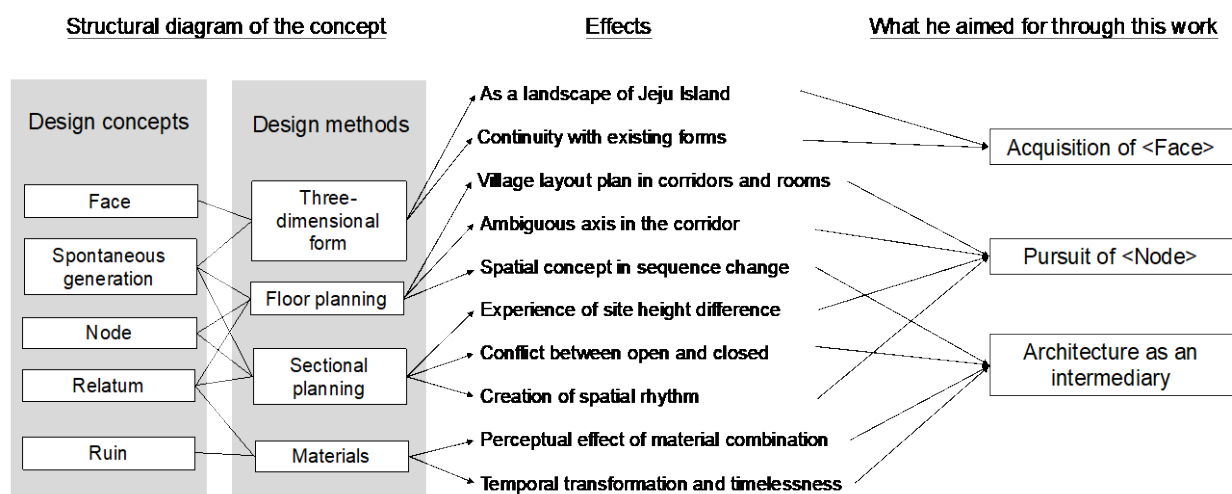 Structural diagram of the concept
Effects
What he aimed for through this work
Design concepts
Face
Spontaneous
generation
Node
Relatum
Ruin
Design methods
Three-
dimensional
form
Floor planning
Sectional
planning
Materials
As a landscape of Jeju Island
Continuity with existing forms
Village layout plan in corridors and rooms
Ambiguous axis in the corridor
Spatial concept in sequence change
Experience of site height difference
Conflict between open and closed
Creation of spatial rhythm
Perceptual effect of material combination
Temporal transformation and timelessness
Acquisition of <Face>
Pursuit of <Node>
Architecture as an
intermediary